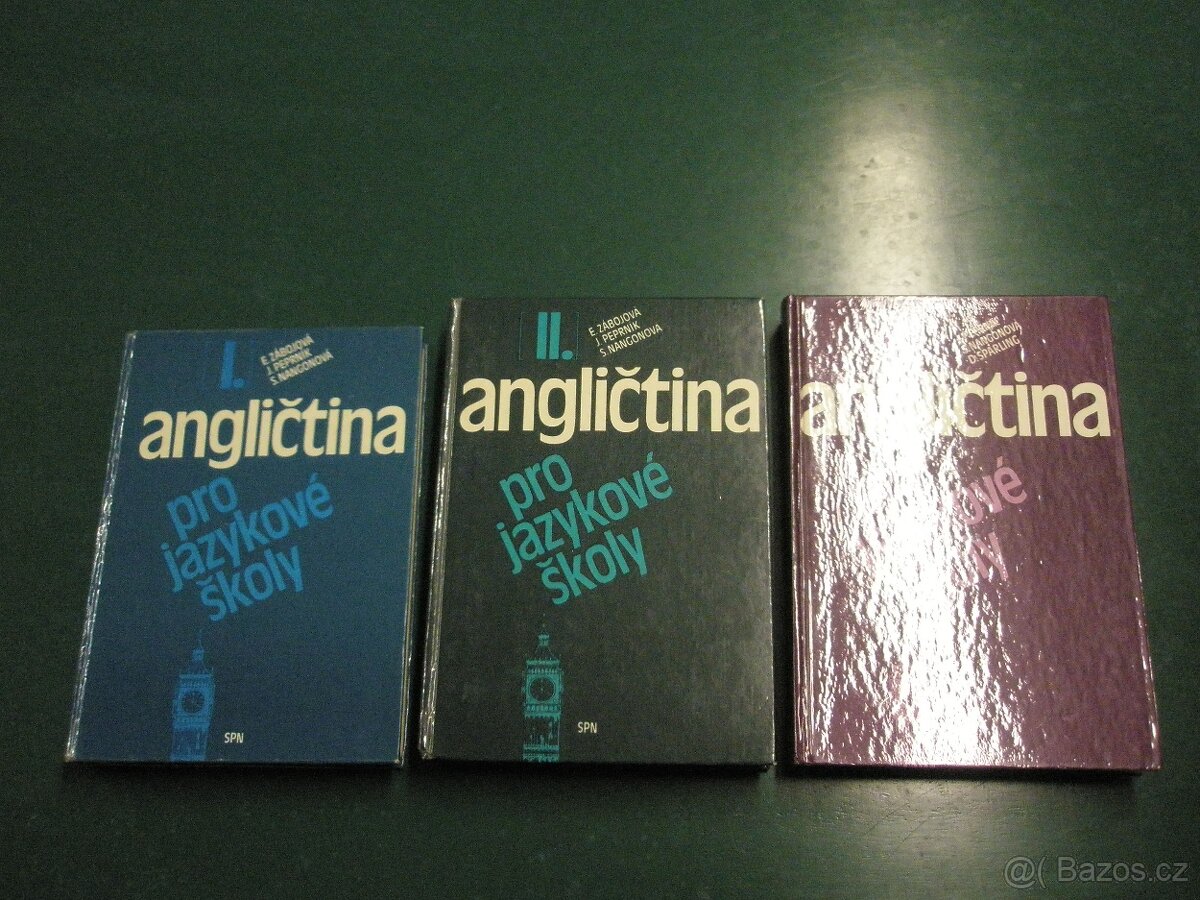 I.
E. ZÁBOJOVÁ
J. PEPRNÍK
S. NANGONOVÁ
angličtina
pro
jazykové
školy
SPN
II.
E. ZÁBOJOVÁ
J. PEPRNÍK
S. NANGONOVÁ
angličtina
pro
jazykové
školy
SPN
S. NANGONOVÁ
D. SPARLING
angličtina
@( Bazos.cz